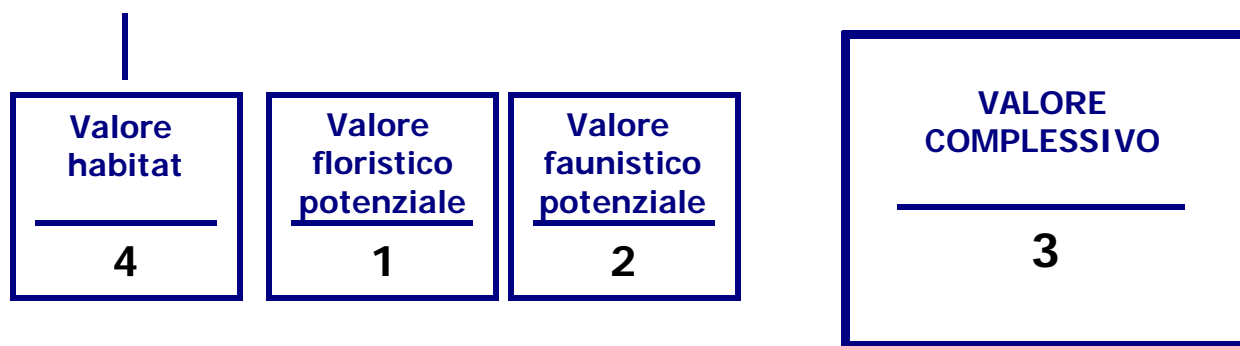 Valore
habitat
4
Valore
floristico
potenziale
1
Valore
faunistico
potenziale
2
VALORE
COMPLESSIVO
3